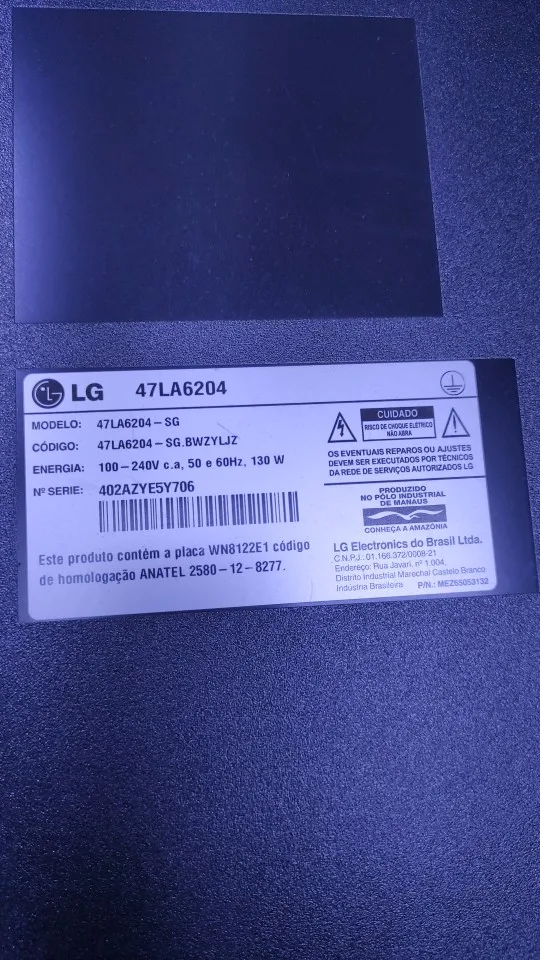 LG 47LA6204
MODELO: 47LA6204-SG
CÓDIGO: 47LA6204-SG.BWZYLJZ
ENERGIA: 100-240V c.a, 50 e 60Hz, 130 W
Nº SERIE: 402AZYE5Y706
Este produto contém a placa WN8122E1 código
de homologação ANATEL 2580-12-8277.
CUIDADO
RISCO DE CHOQUE ELÉTRICO
NÃO ABRA
OS EVENTUAIS REPAROS OU AJUSTES
DEVEM SER EXECUTADOS POR TÉCNICOS
DA REDE DE SERVIÇOS AUTORIZADOS LG
PRODUZIDO
NO PÓLO INDUSTRIAL
DE MANAUS
CONHEÇA A AMAZÔNIA
LG Electronics do Brasil Ltda.
C.N.P.J.:01.166.372/0008-21
Endereço: Rua Javari, nº 1.004,
Distrito Industrial Marechal Castelo Branco
Indústria Brasileira P/N.: MEZ65053132